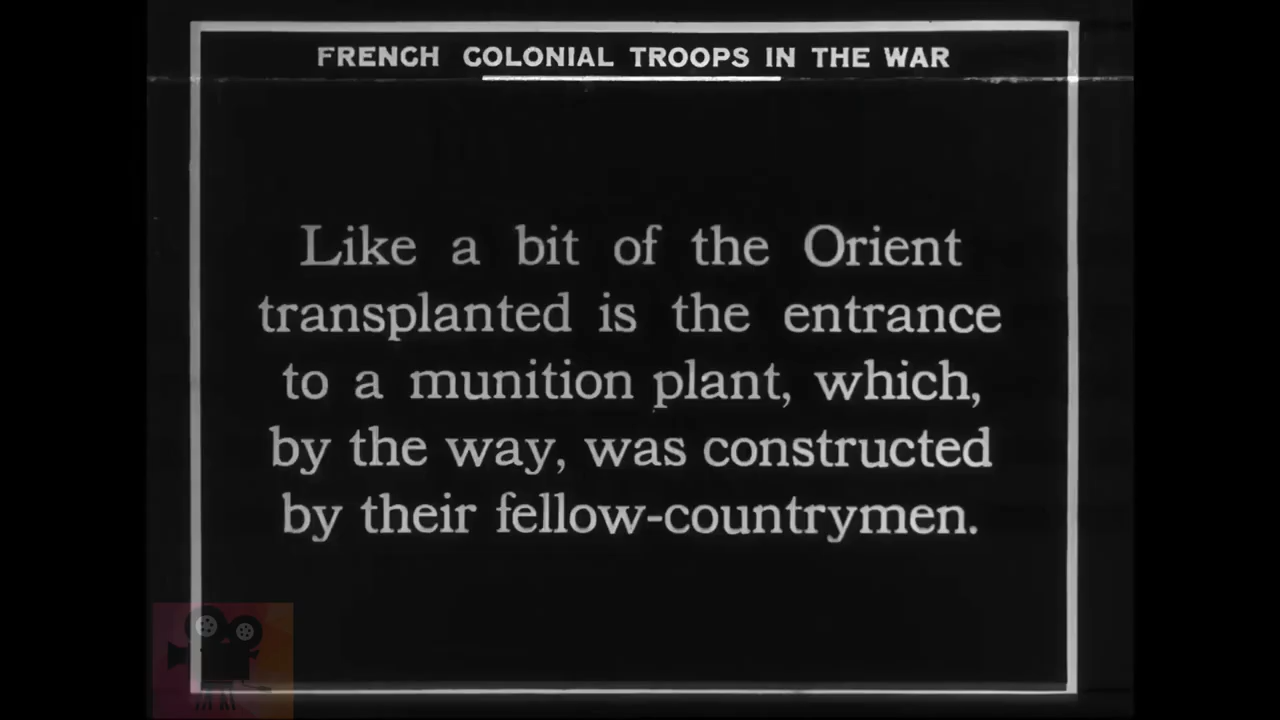 FRENCH COLONIAL TROOPS IN THE WAR
Like a bit of the Orient
transplanted is the entrance
to a munition plant, which,
by the way, was constructed
by their fellow-countrymen.